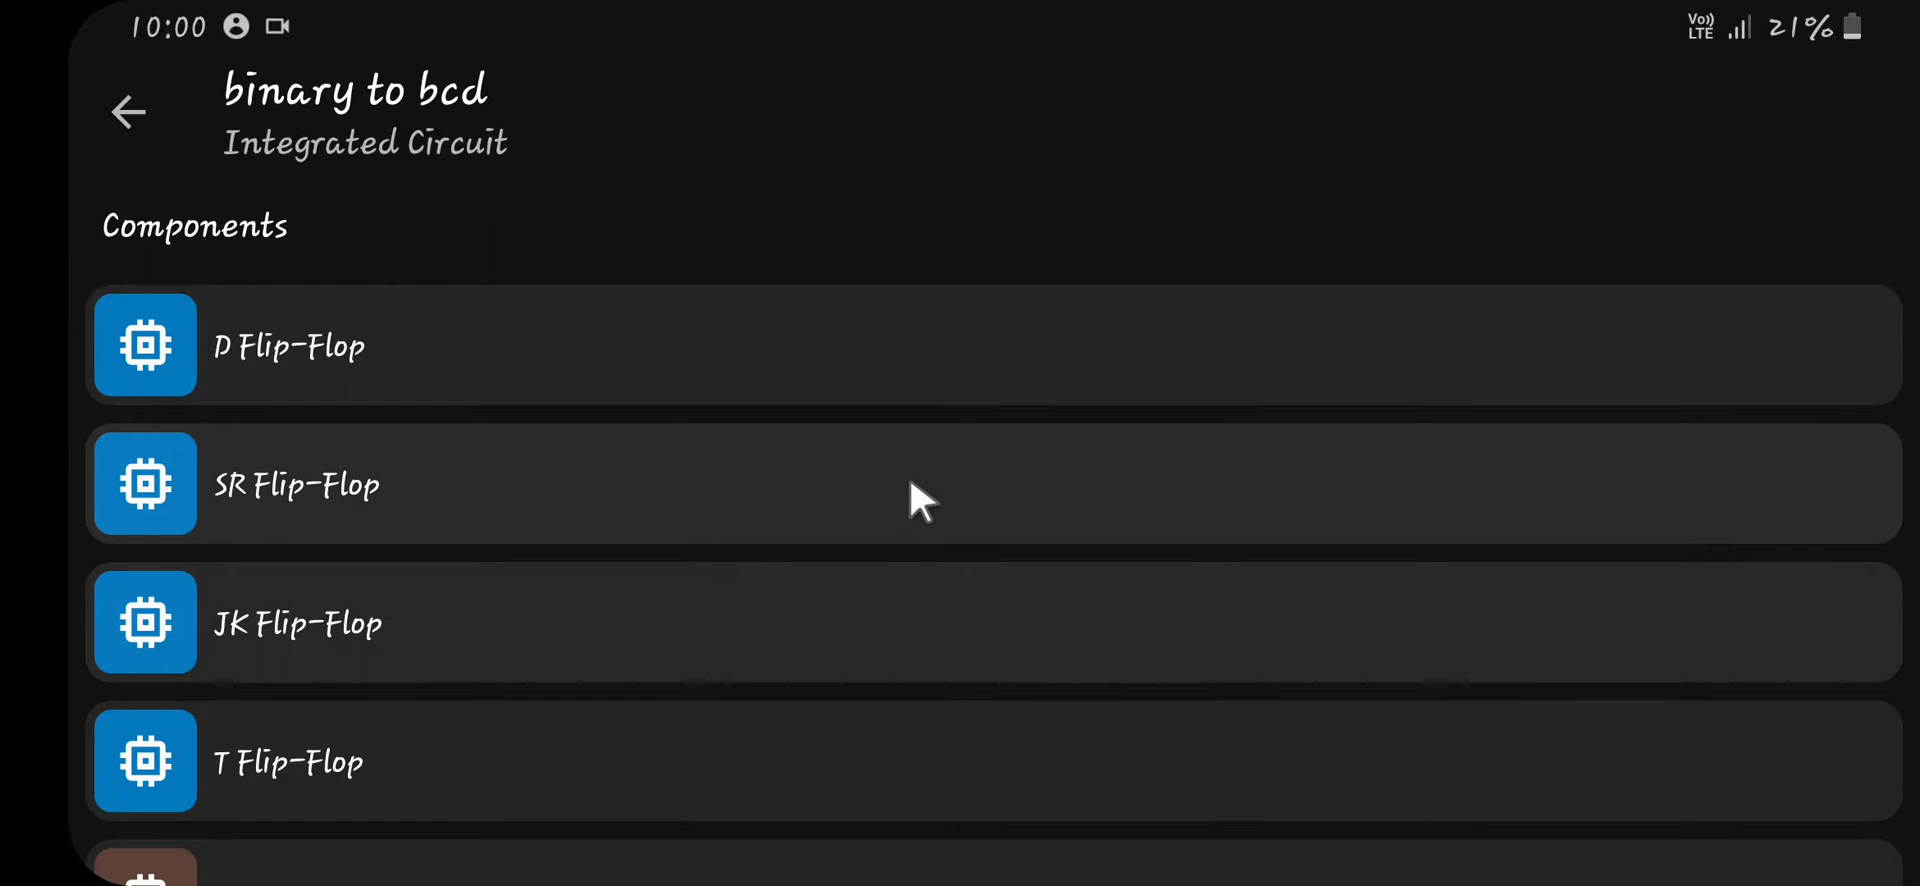 10:00
Vo)) LTE 21%
binary to bcd
Integrated Circuit
Components
D Flip-Flop
SR Flip-Flop
JK Flip-Flop
T Flip-Flop